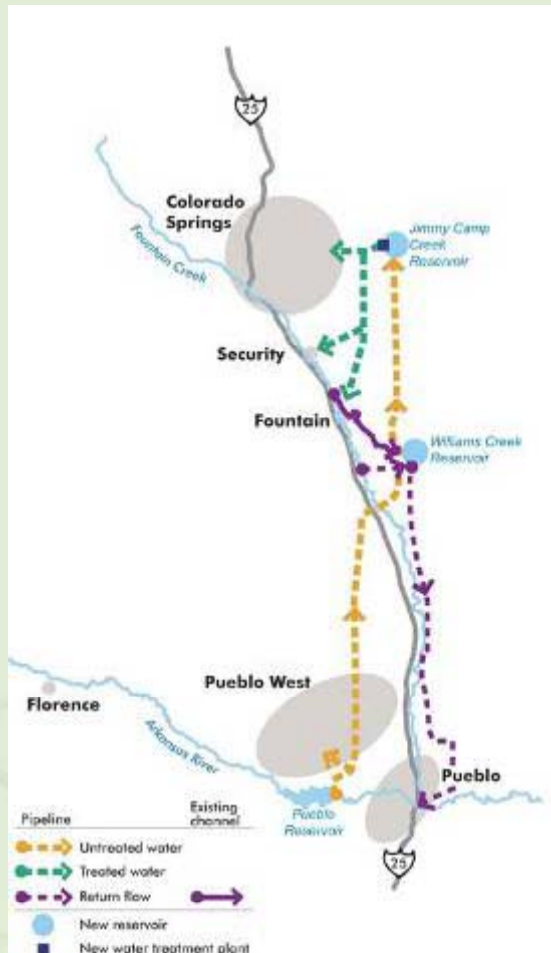 25
Colorado
Springs
Fountain Creek
Jimmy Camp
Creek
Reservoir
Security
Fountain
Williams Creek
Reservoir
Pueblo West
Florence
Arkansas
River
Pueblo
Pueblo
Reservoir
25
Pipeline
Existing
channel
Untreated water
Treated water
Return flow
New reservoir
New water treatment plant